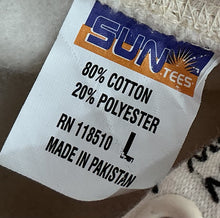 SUN
TEES
80% COTTON
20% POLYESTER
RN 118510 L
MADE IN PAKISTAN